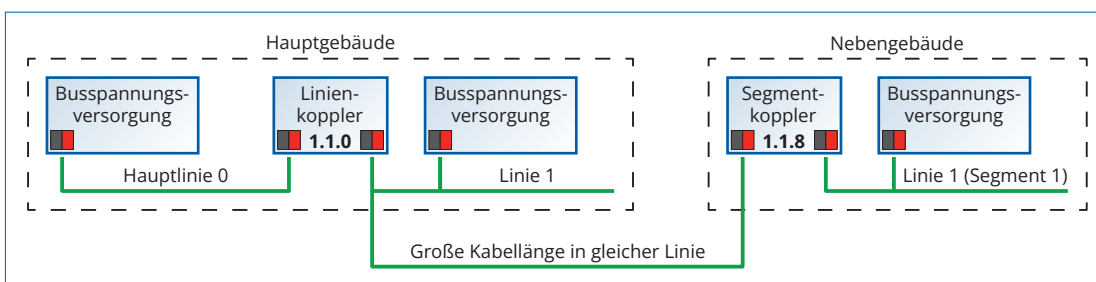 Hauptgebäude
Nebengebäude
Busspannungs-
versorgung
Linien-
koppler
1.1.0
Busspannungs-
versorgung
Segment-
koppler
1.1.8
Busspannungs-
versorgung
Hauptlinie 0
Linie 1
Linie 1 (Segment 1)
Große Kabellänge in gleicher Linie